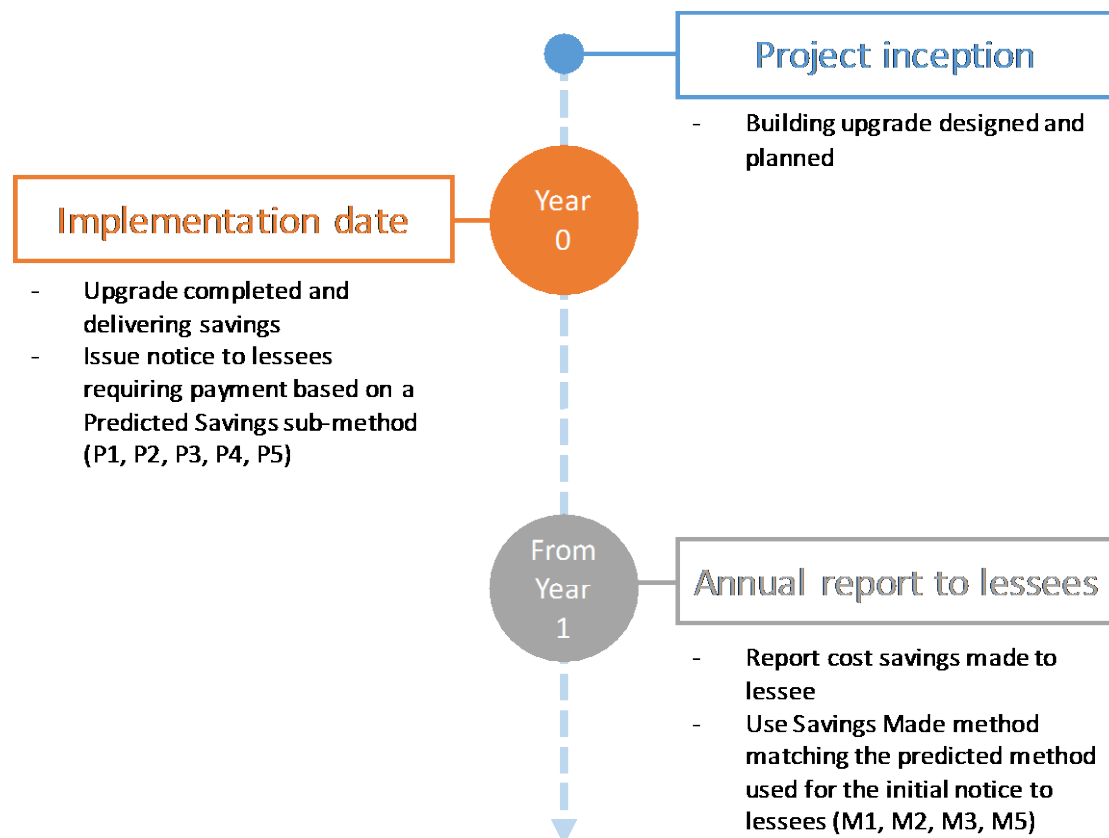 Project inception
- Building upgrade designed and
planned
Year
0
Implementation date
- Upgrade completed and
delivering savings
- Issue notice to lessees
requiring payment based on a
Predicted Savings sub-method
(P1, P2, P3, P4, P5)
From
Year
1
Annual report to lessees
- Report cost savings made to
lessee
- Use Savings Made method
matching the predicted method
used for the initial notice to
lessees (M1, M2, M3, M5)